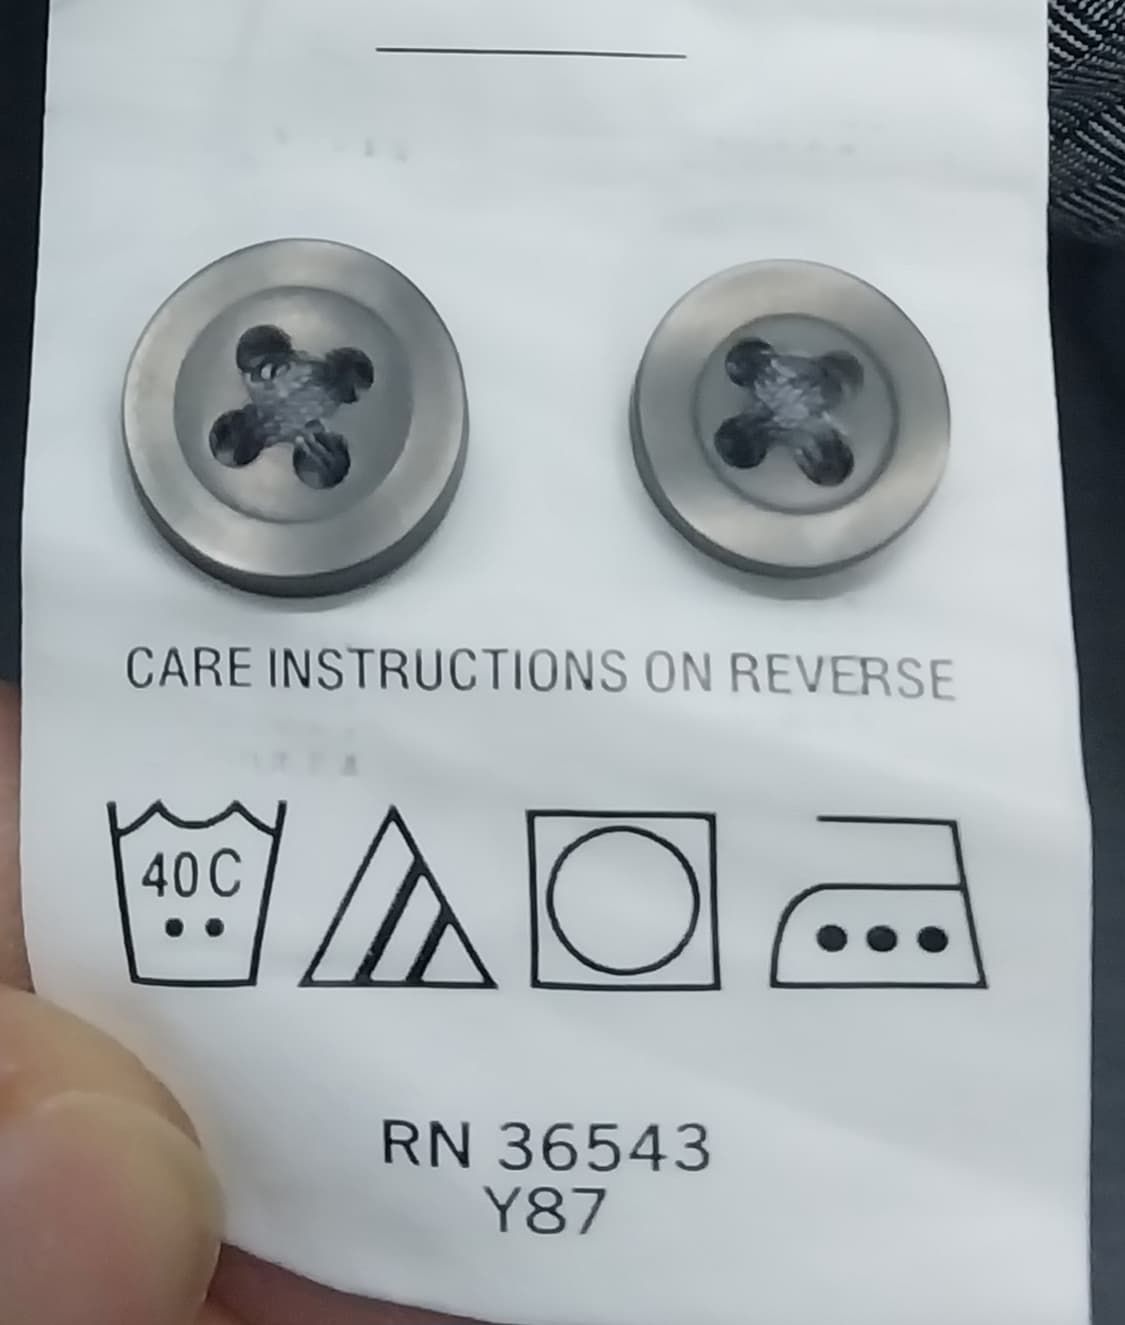 CARE INSTRUCTIONS ON REVERSE
40C
RN 36543
Y87